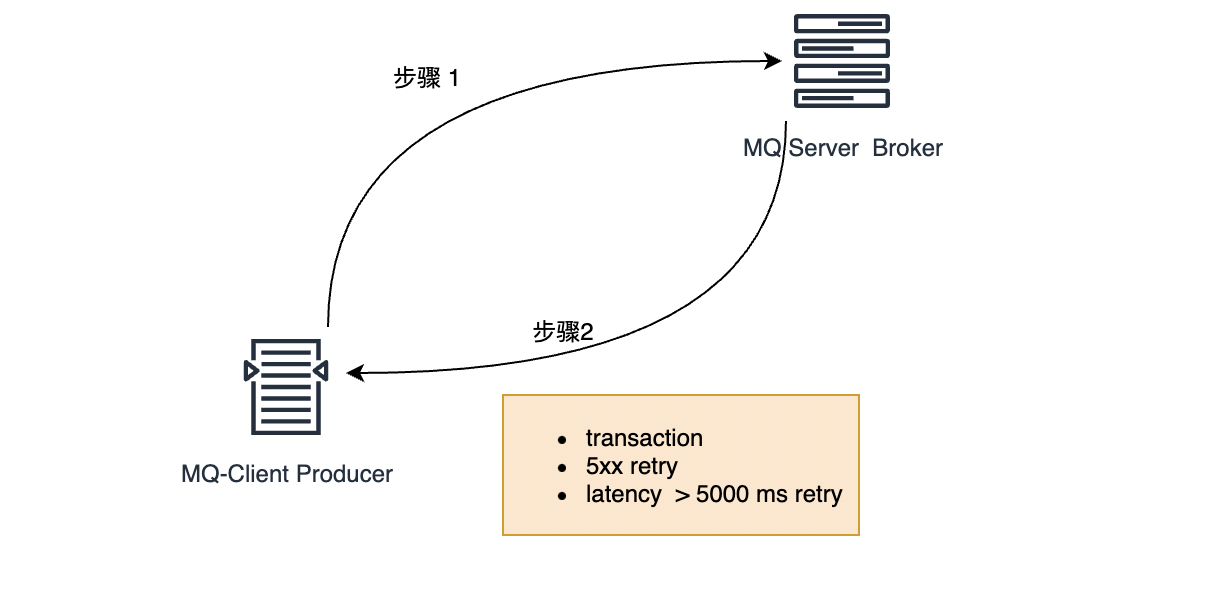 步骤 1
MQ Server  Broker
步骤2
transaction
5xx retry
latency  > 5000 ms retry
MQ-Client Producer